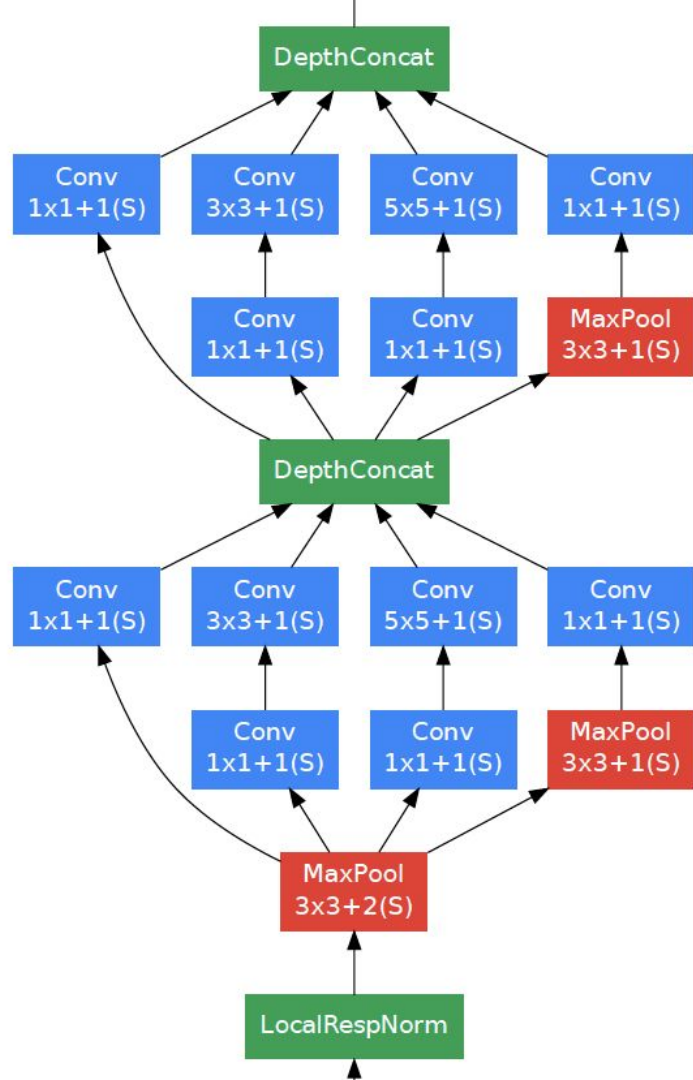 DepthConcat
Conv
1x1+1(S)
Conv
3x3+1(S)
Conv
5x5+1(S)
Conv
1x1+1(S)
Conv
1x1+1(S)
Conv
1x1+1(S)
MaxPool
3x3+1(S)
DepthConcat
Conv
1x1+1(S)
Conv
3x3+1(S)
Conv
5x5+1(S)
Conv
1x1+1(S)
Conv
1x1+1(S)
Conv
1x1+1(S)
MaxPool
3x3+1(S)
MaxPool
3x3+2(S)
LocalRespNorm